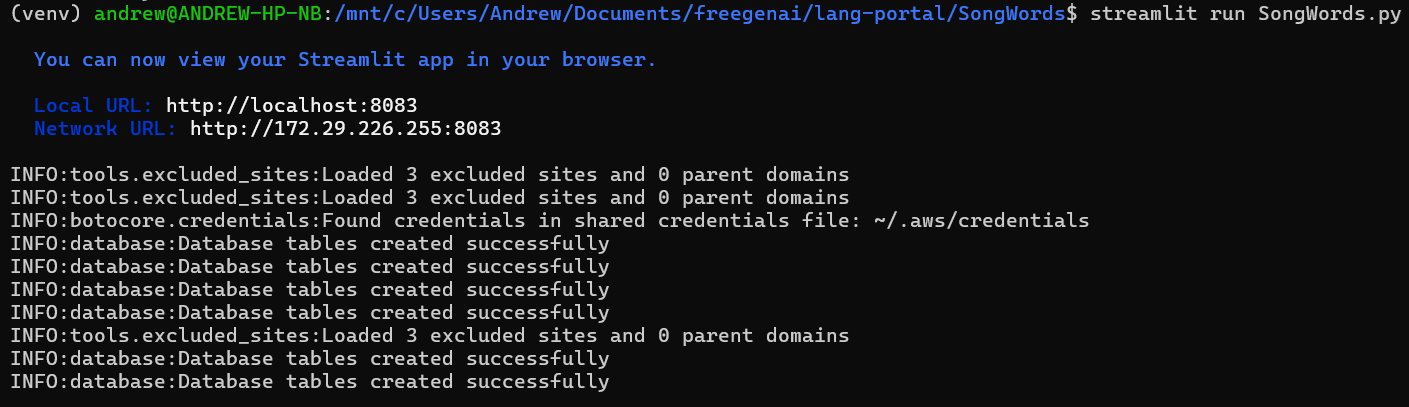 (venv) andrew@ANDREW-HP-NB:/mnt/c/Users/Andrew/Documents/freegenai/lang-portal/SongWords$ streamlit run SongWords.py
You can now view your Streamlit app in your browser.
Local URL: http://localhost:8083
Network URL: http://172.29.226.255:8083
INFO:tools.excluded_sites:Loaded 3 excluded sites and 0 parent domains
INFO:tools.excluded_sites:Loaded 3 excluded sites and 0 parent domains
INFO:botocore.credentials:Found credentials in shared credentials file: ~/.aws/credentials
INFO:database:Database tables created successfully
INFO:database:Database tables created successfully
INFO:database:Database tables created successfully
INFO:database:Database tables created successfully
INFO:tools.excluded_sites:Loaded 3 excluded sites and 0 parent domains
INFO:database:Database tables created successfully
INFO:database:Database tables created successfully